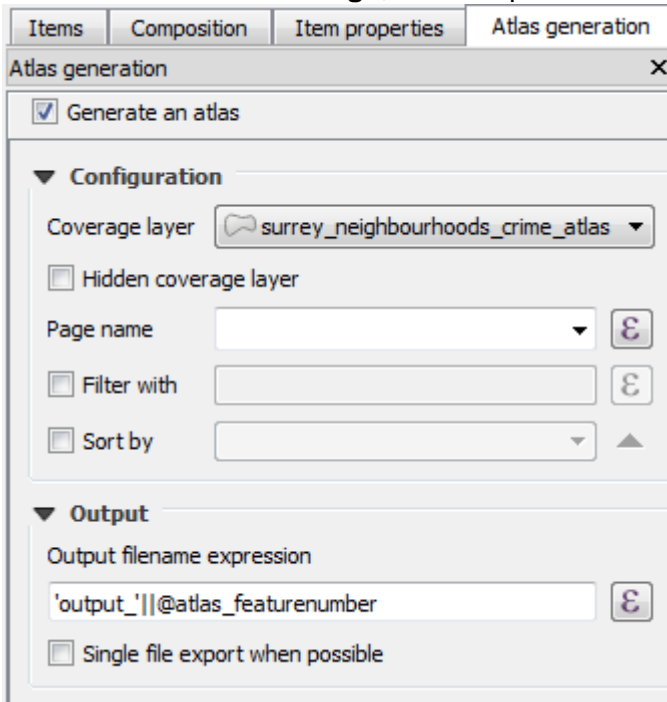 Items Composition Item properties Atlas generation
Atlas generation x
Generate an atlas
Configuration
Coverage layer surrey_neighbourhoods_crime_atlas
Hidden coverage layer
Page name ε
Filter with ε
Sort by
Output
Output filename expression
'output_'||@atlas_featurenumber ε
Single file export when possible